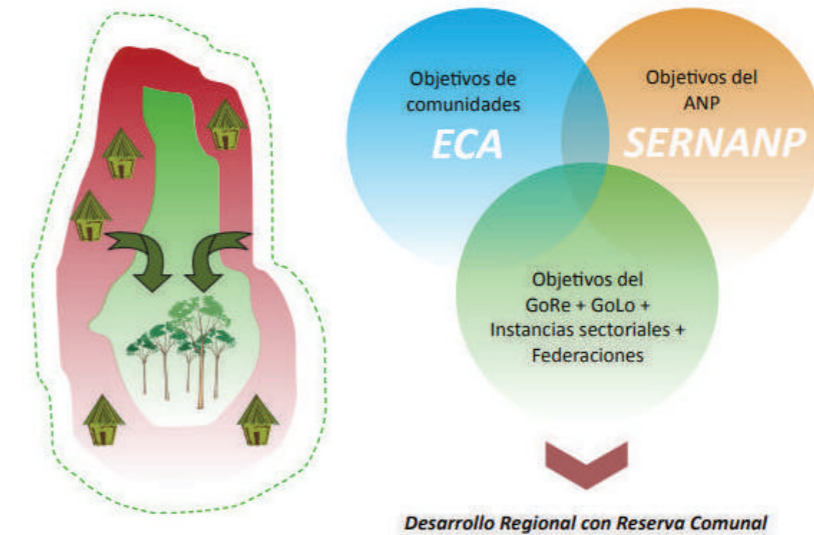 Objetivos de
comunidades
ECA
Objetivos del
ANP
SERNANP
Objetivos del
GoRe + GoLo +
Instancias sectoriales +
Federaciones
Desarrollo Regional con Reserva Comunal